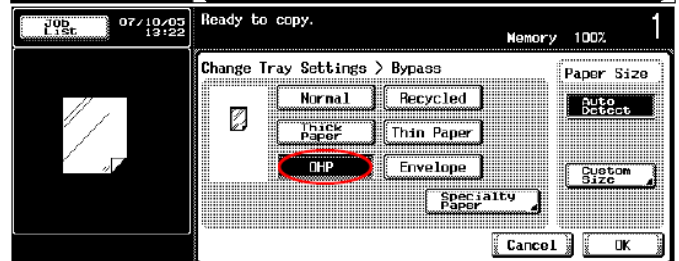 Job List
07/10/05
13:22
Ready to copy.
Memory 100%
1
Change Tray Settings > Bypass
Normal
Recycled
Thick Paper
Thin Paper
OHP
Envelope
Specialty Paper
Paper Size
Auto Detect
Custom Size
Cancel
OK